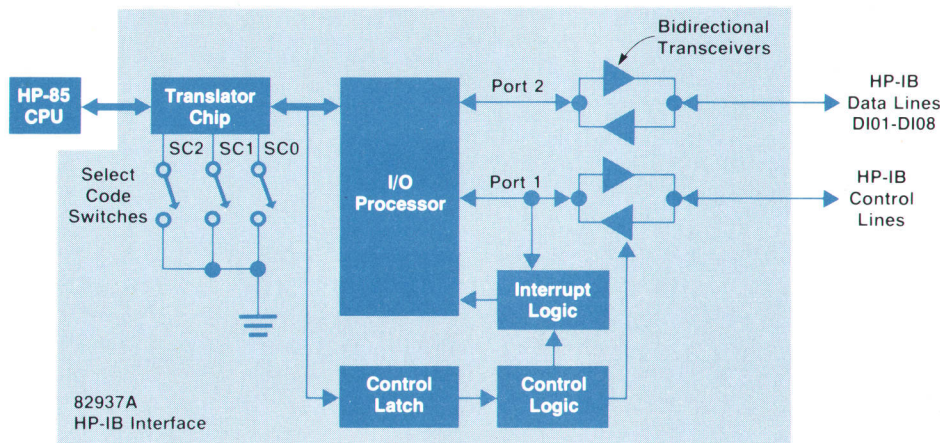 Bidirectional
Transceivers
HP-85
CPU
Translator
Chip
Port 2
HP-IB
Data Lines
DI01-DI08
SC2 SC1 SC0
Select
Code
Switches
I/O
Processor
Port 1
HP-IB
Control
Lines
Interrupt
Logic
Control
Latch
Control
Logic
82937A
HP-IB Interface